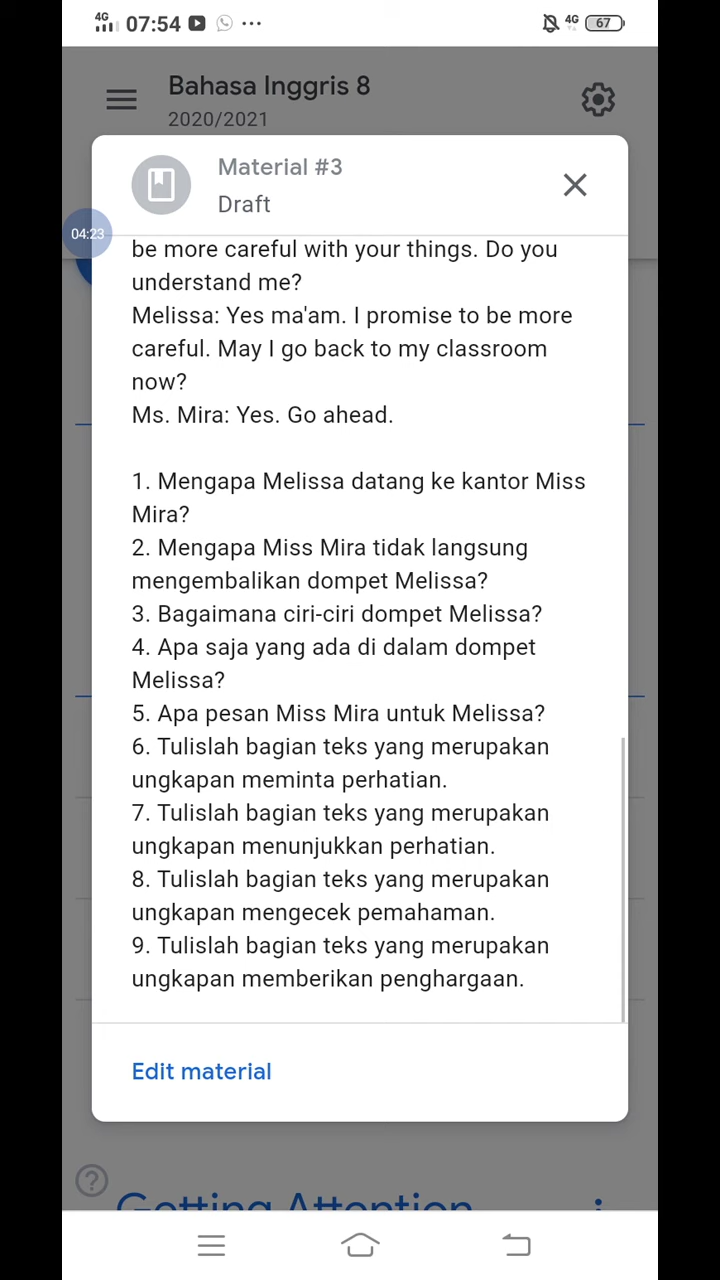 4G 07:54 ... 4G 67
Bahasa Inggris 8
2020/2021
Material #3
Draft
04:23
be more careful with your things. Do you
understand me?
Melissa: Yes ma'am. I promise to be more
careful. May I go back to my classroom
now?
Ms. Mira: Yes. Go ahead.
1. Mengapa Melissa datang ke kantor Miss
Mira?
2. Mengapa Miss Mira tidak langsung
mengembalikan dompet Melissa?
3. Bagaimana ciri-ciri dompet Melissa?
4. Apa saja yang ada di dalam dompet
Melissa?
5. Apa pesan Miss Mira untuk Melissa?
6. Tulislah bagian teks yang merupakan
ungkapan meminta perhatian.
7. Tulislah bagian teks yang merupakan
ungkapan menunjukkan perhatian.
8. Tulislah bagian teks yang merupakan
ungkapan mengecek pemahaman.
9. Tulislah bagian teks yang merupakan
ungkapan memberikan penghargaan.
Edit material
Getting Attention